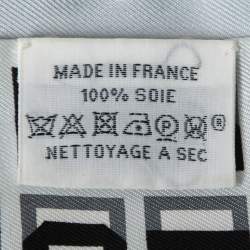 MADE IN FRANCE
100% SOIE
P W ®
NETTOYAGE A SEC